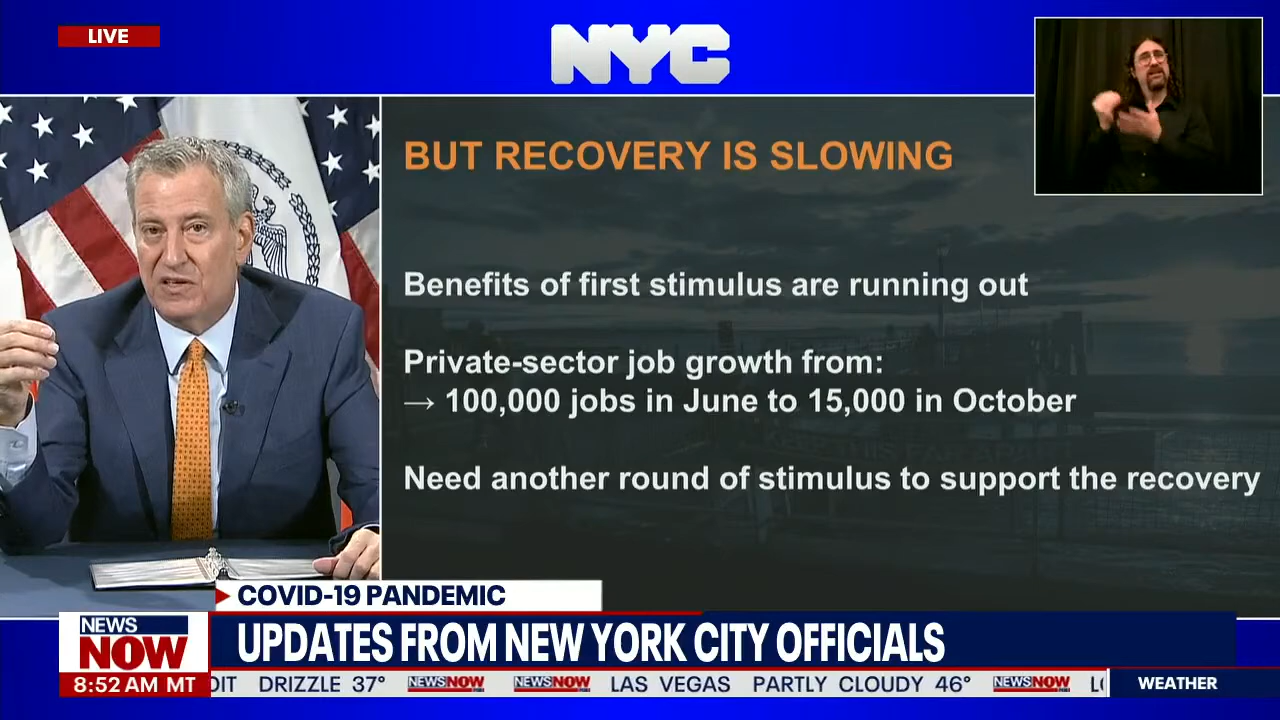 LIVE
NYC
BUT RECOVERY IS SLOWING
Benefits of first stimulus are running out
Private-sector job growth from:
→ 100,000 jobs in June to 15,000 in October
Need another round of stimulus to support the recovery
COVID-19 PANDEMIC
NEWS
NOW
UPDATES FROM NEW YORK CITY OFFICIALS
8:52 AM MT
OIT DRIZZLE 37° NEWSNOW NEWSNOW LAS VEGAS PARTLY CLOUDY 46° NEWSNOW WEATHER